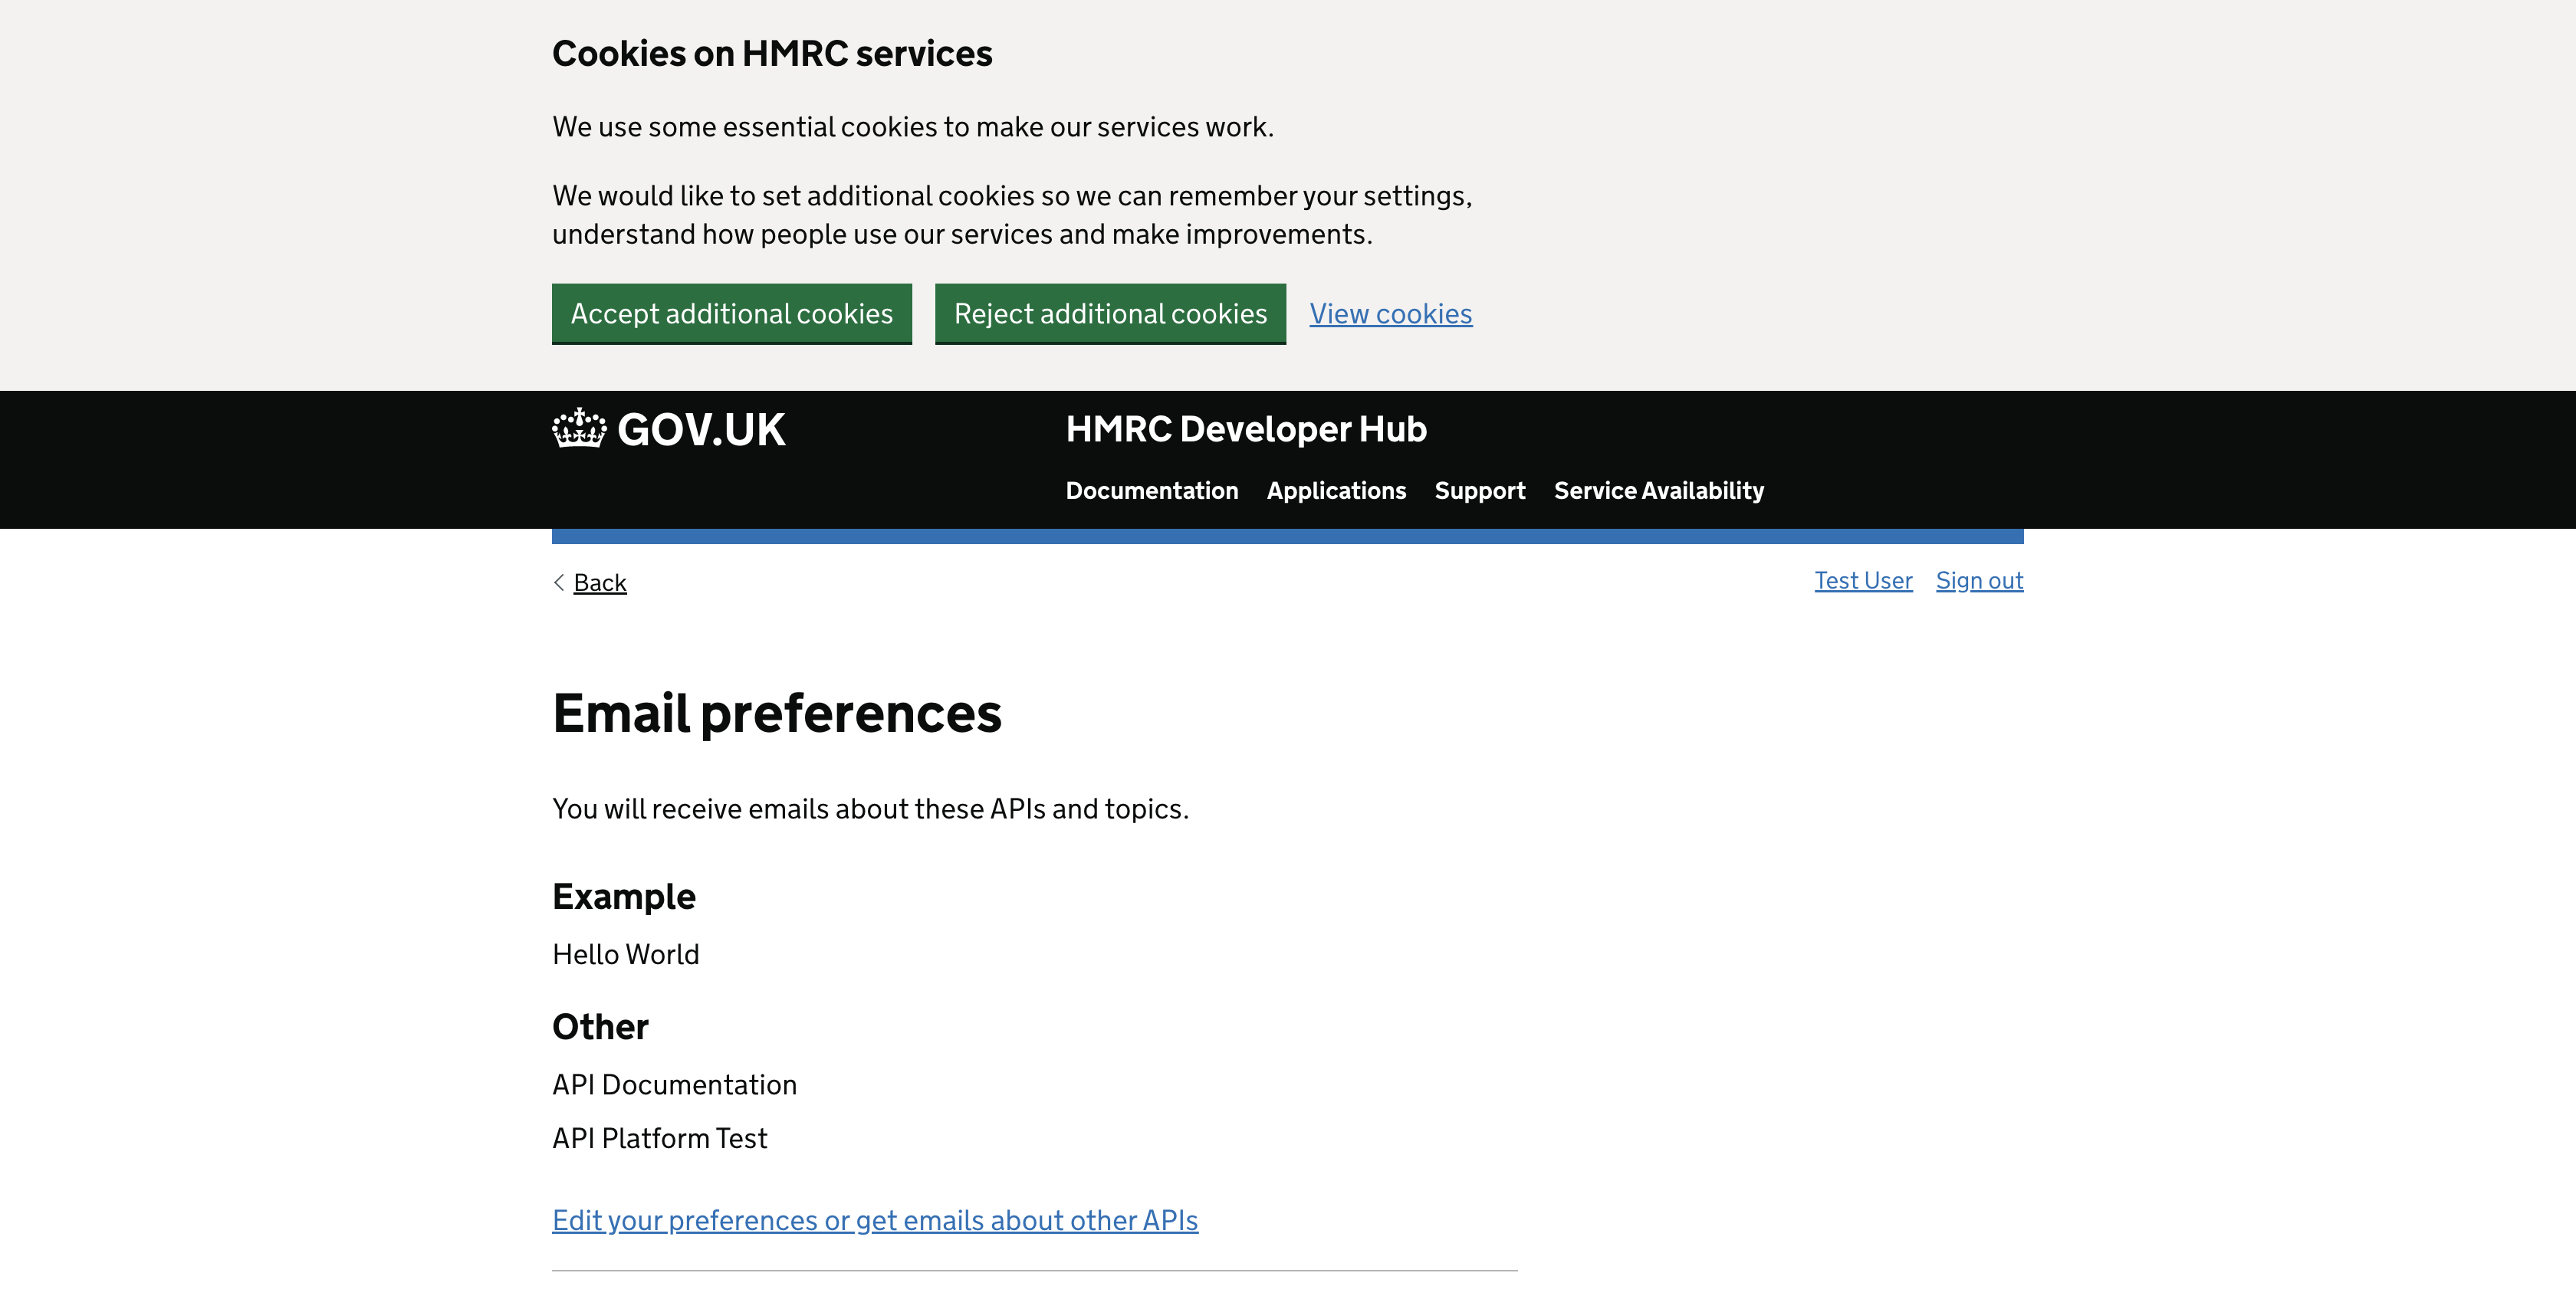 Cookies on HMRC services
We use some essential cookies to make our services work.
We would like to set additional cookies so we can remember your settings,
understand how people use our services and make improvements.
Accept additional cookies
Reject additional cookies
View cookies
GOV.UK
HMRC Developer Hub
Documentation
Applications
Support
Service Availability
Back
Test User
Sign out
Email preferences
You will receive emails about these APIs and topics.
Example
Hello World
Other
API Documentation
API Platform Test
Edit your preferences or get emails about other APIs